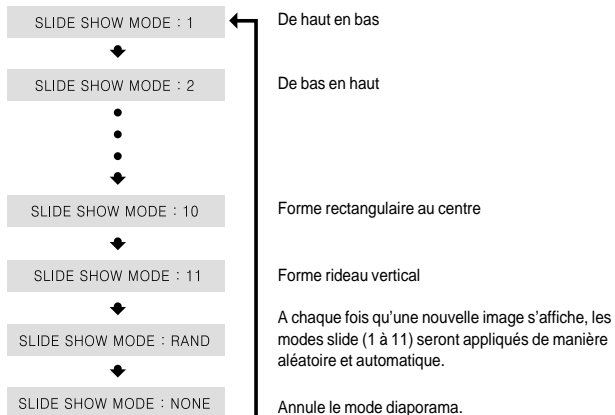 SLIDE SHOW MODE : 1
De haut en bas
SLIDE SHOW MODE : 2
De bas en haut
SLIDE SHOW MODE : 10
Forme rectangulaire au centre
SLIDE SHOW MODE : 11
Forme rideau vertical
SLIDE SHOW MODE : RAND
A chaque fois qu'une nouvelle image s'affiche, les
modes slide (1 à 11) seront appliqués de manière
aléatoire et automatique.
SLIDE SHOW MODE : NONE
Annule le mode diaporama.